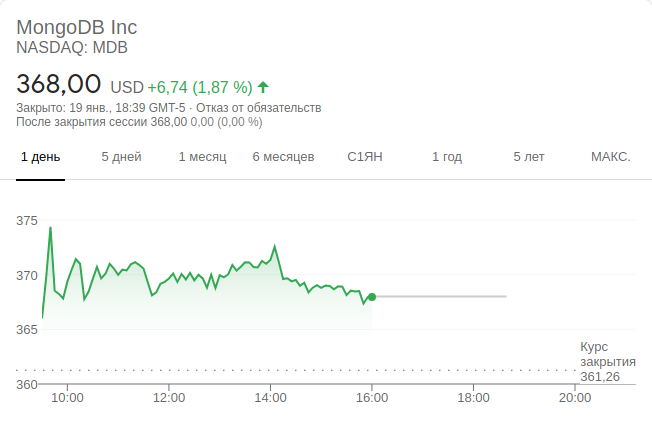 MongoDB Inc
NASDAQ: MDB
368,00 USD +6,74 (1,87 %) ↑
Закрыто: 19 янв., 18:39 GMT-5 · Отказ от обязательств
После закрытия сессии 368,00 0,00 (0,00 %)
1 день 5 дней 1 месяц 6 месяцев С1ЯН 1 год 5 лет МАКС.
375
370
365
Курс
закрытия
361,26
360
10:00 12:00 14:00 16:00 18:00 20:00